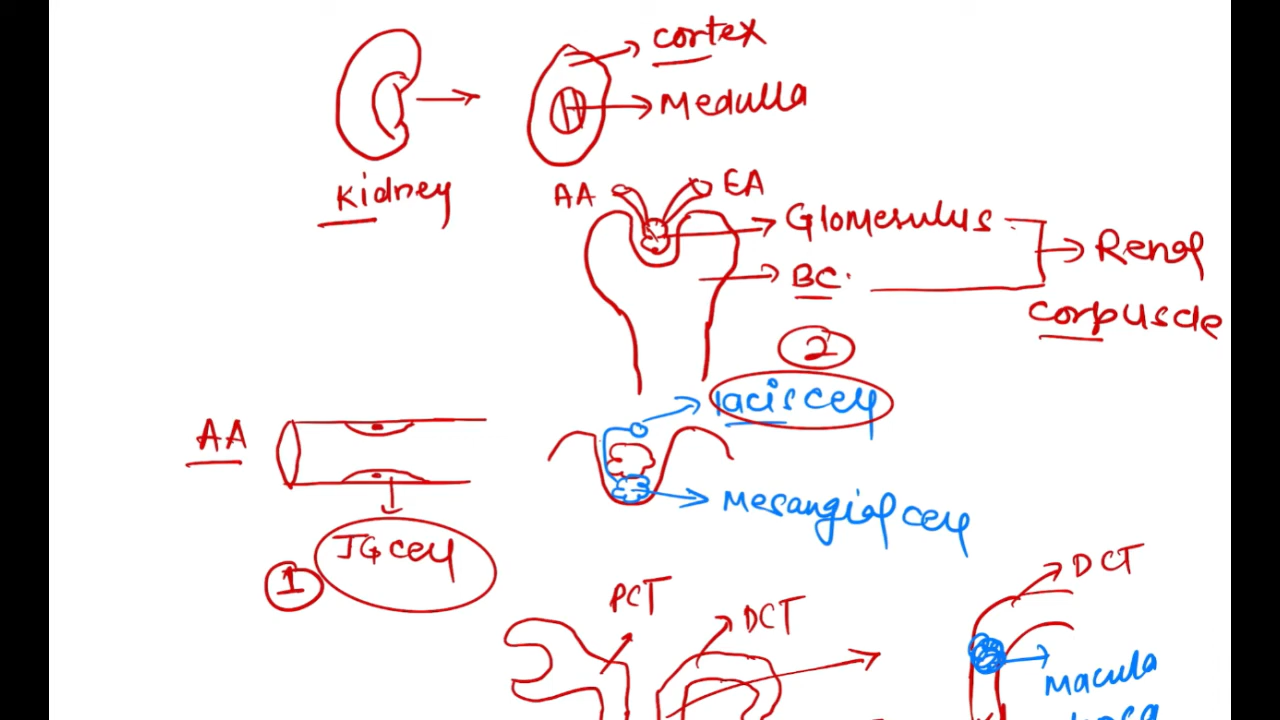 cortex
Medulla
Kidney
AA
EA
Glomerulus
BC
Renal
corpuscle
2
lacis cell
AA
Mesangial cell
JG cell
1
PCT
DCT
DCT
Macula